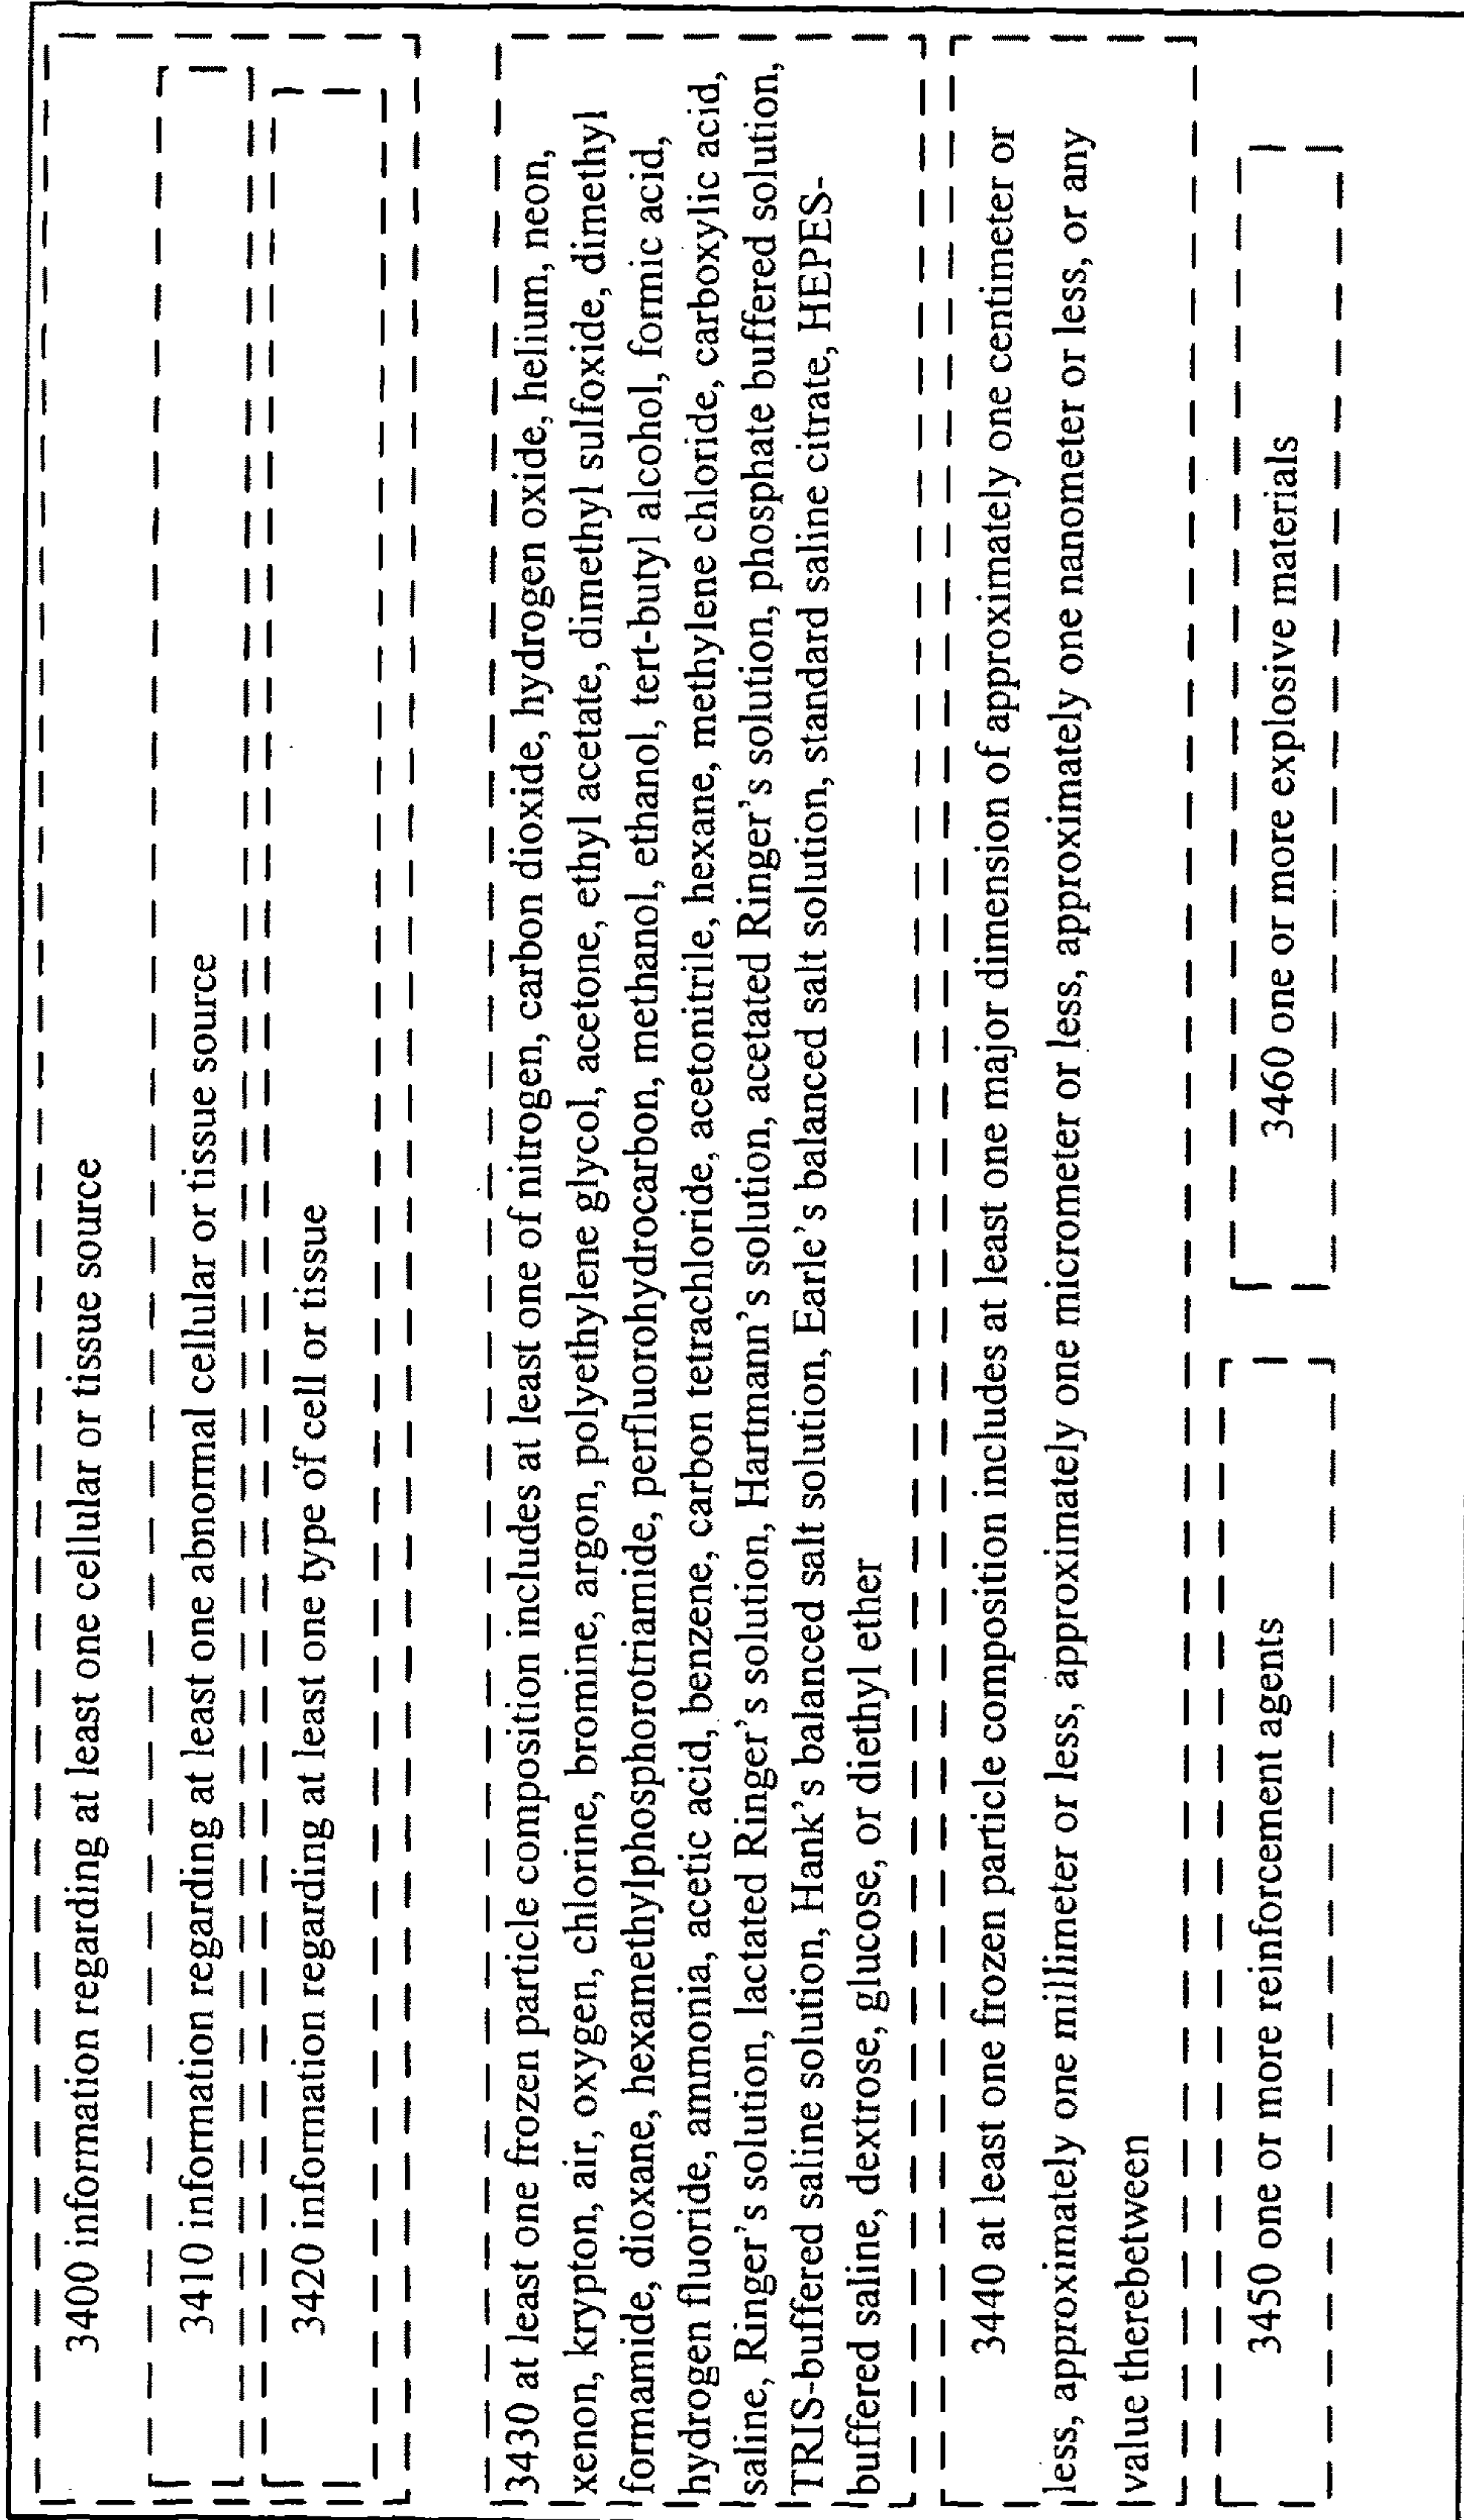 3400 information regarding at least one cellular or tissue source
3410 information regarding at least one abnormal cellular or tissue source
3420 information regarding at least one type of cell or tissue
3430 at least one frozen particle composition includes at least one of nitrogen, carbon dioxide, hydrogen oxide, helium, neon,
xenon, krypton, air, oxygen, chlorine, bromine, argon, polyethylene glycol, acetone, ethyl acetate, dimethyl sulfoxide, dimethyl
formamide, dioxane, hexamethylphosphorotriamide, perfluorohydrocarbon, methanol, ethanol, tert-butyl alcohol, formic acid,
hydrogen fluoride, ammonia, acetic acid, benzene, carbon tetrachloride, acetonitrile, hexane, methylene chloride, carboxylic acid,
saline, Ringer's solution, lactated Ringer's solution, Hartmann's solution, acetated Ringer's solution, phosphate buffered solution,
TRIS-buffered saline solution, Hank's balanced salt solution, Earle's balanced salt solution, standard saline citrate, HEPES-
buffered saline, dextrose, glucose, or diethyl ether
3440 at least one frozen particle composition includes at least one major dimension of approximately one centimeter or
less, approximately one millimeter or less, approximately one micrometer or less, approximately one nanometer or less, or any
value therebetween
3450 one or more reinforcement agents
3460 one or more explosive materials